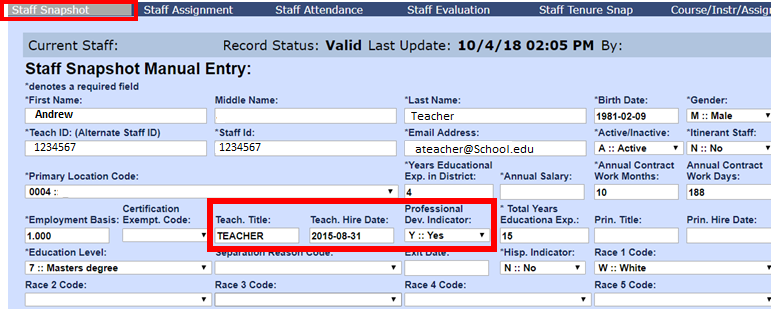 Staff Snapshot Staff Assignment Staff Attendance Staff Evaluation Staff Tenure Snap Course/Instr/Assign
Current Staff: Record Status: Valid Last Update: 10/4/18 02:05 PM By:
Staff Snapshot Manual Entry:
*denotes a required field
*First Name: Middle Name: *Last Name: *Birth Date: *Gender:
Andrew Teacher 1981-02-09 M :: Male
*Teach ID: (Alternate Staff ID) *Staff Id: *Email Address: *Active/Inactive: *Itinerant Staff:
1234567 1234567 ateacher@School.edu A :: Active N :: No
*Primary Location Code: *Years Educational Exp. in District: *Annual Salary: *Annual Contract Work Months: Annual Contract Work Days:
0004 :: 4 10 188
*Employment Basis: Certification Exempt. Code: Teach. Title: Teach. Hire Date: Professional Dev. Indicator: * Total Years Educationa Exp.: Prin. Title: Prin. Hire Date:
1.000 TEACHER 2015-08-31 Y :: Yes 15
*Education Level: Separation Reason Code: Exit Date: *Hisp. Indicator: Race 1 Code:
7 :: Masters degree N :: No W :: White
Race 2 Code: Race 3 Code: Race 4 Code: Race 5 Code: